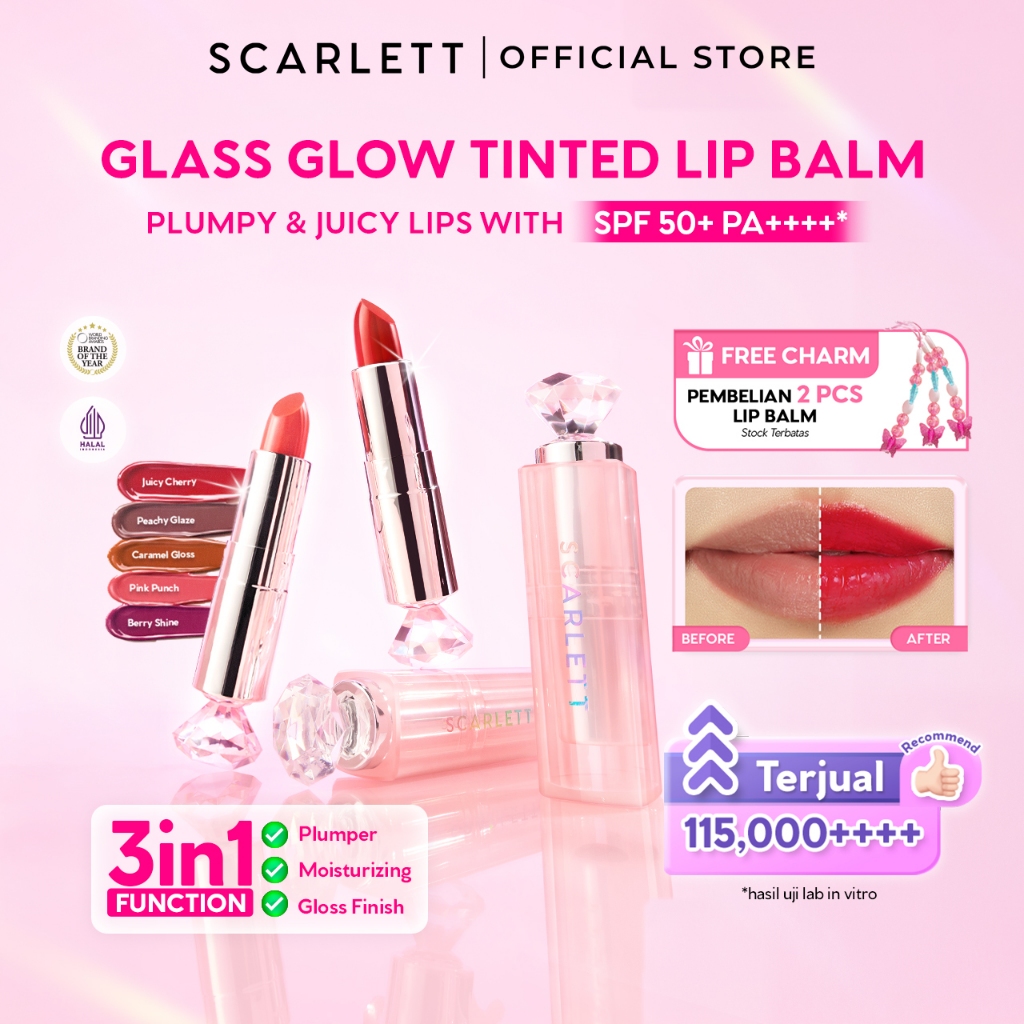 SCARLETT | OFFICIAL STORE
GLASS GLOW TINTED LIP BALM
PLUMPY & JUICY LIPS WITH SPF 50+ PA++++*
BRAND
OF THE
YEAR
HALAL
INDONESIA
FREE CHARM
PEMBELIAN 2 PCS
LIP BALM
Stock Terbatas
Juicy Cherry
Peachy Glaze
Caramel Gloss
Pink Punch
Berry Shine
SCARLETT
SCARLETT
BEFORE
AFTER
Recommend
Terjual
115,000++++
*hasil uji lab in vitro
3in1
FUNCTION
Plumper
Moisturizing
Gloss Finish